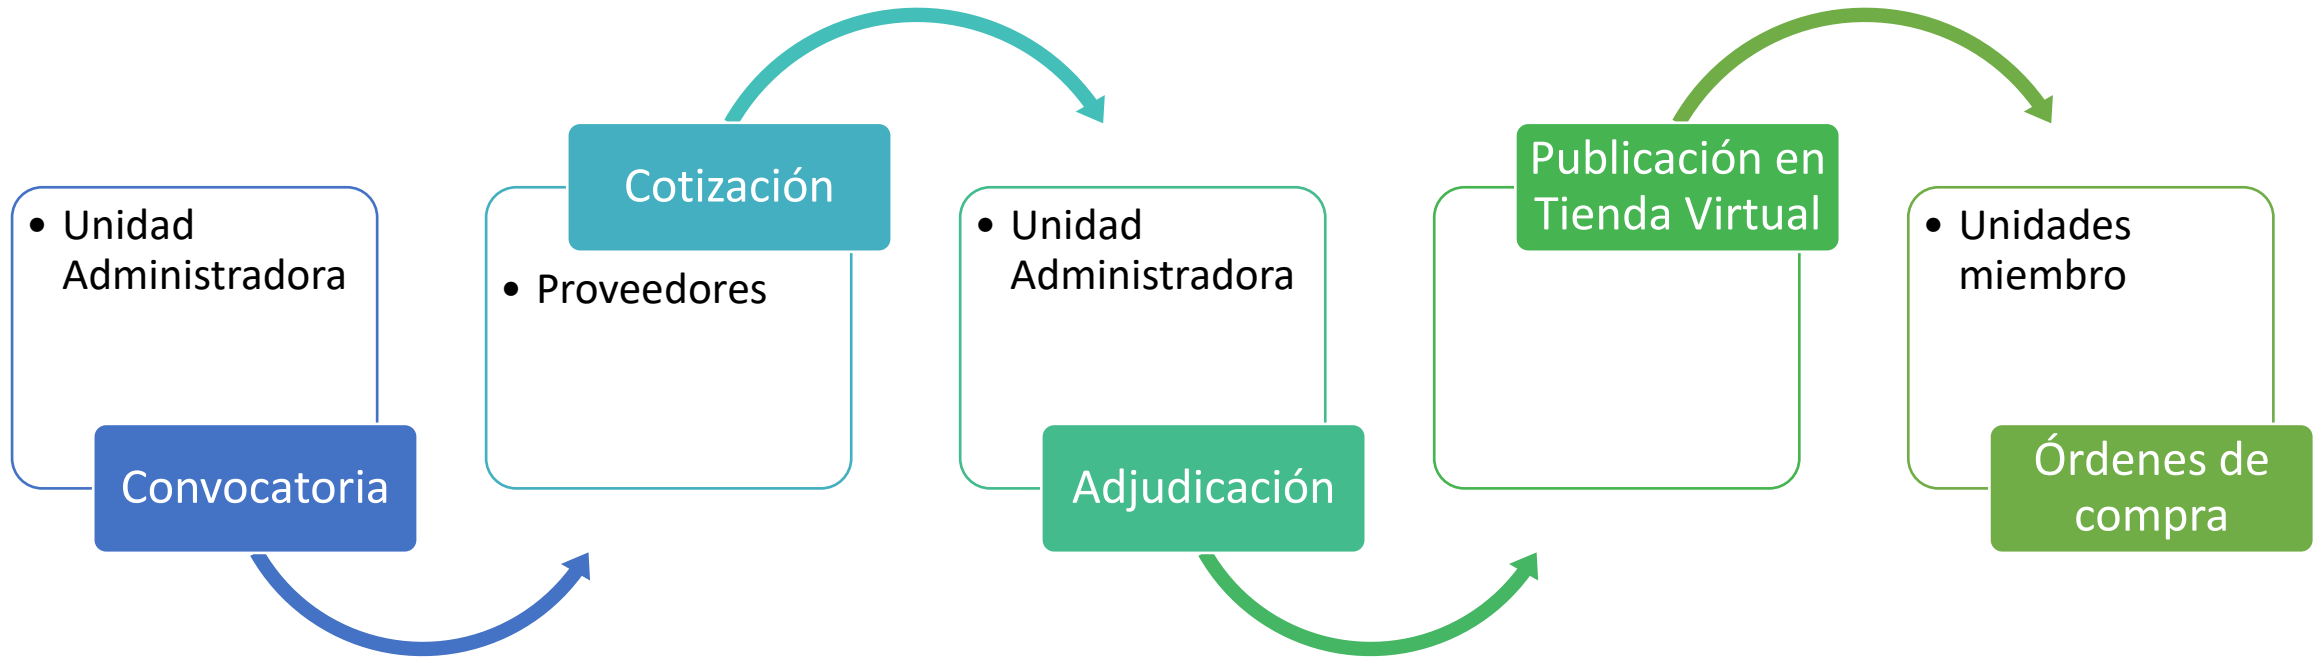 • Unidad
Administradora
Convocatoria
Cotización
• Proveedores
• Unidad
Administradora
Adjudicación
Publicación en
Tienda Virtual
• Unidades
miembro
Órdenes de
compra